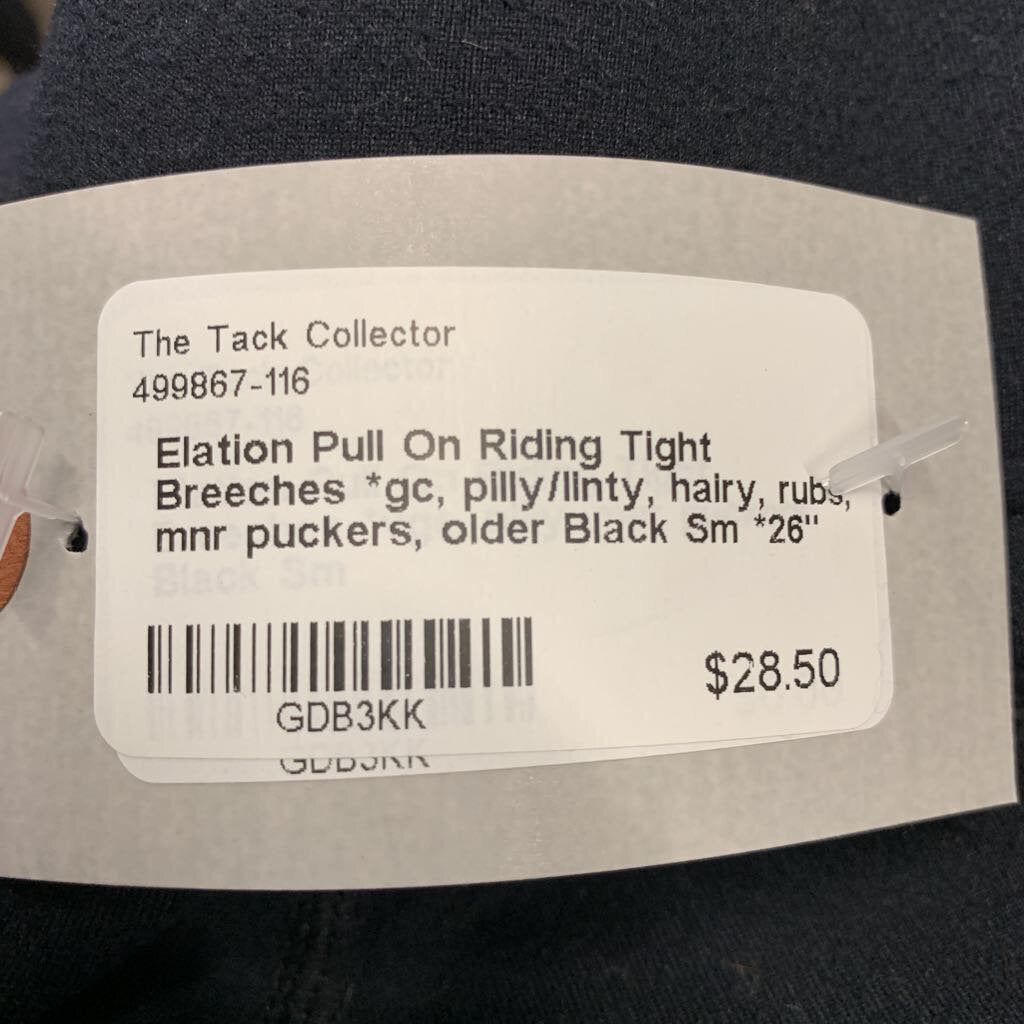 The Tack Collector
499867-116
Elation Pull On Riding Tight
Breeches *gc, pilly/linty, hairy, rubs,
mnr puckers, older Black Sm *26"
GDB3KK
$28.50
GDB3KK